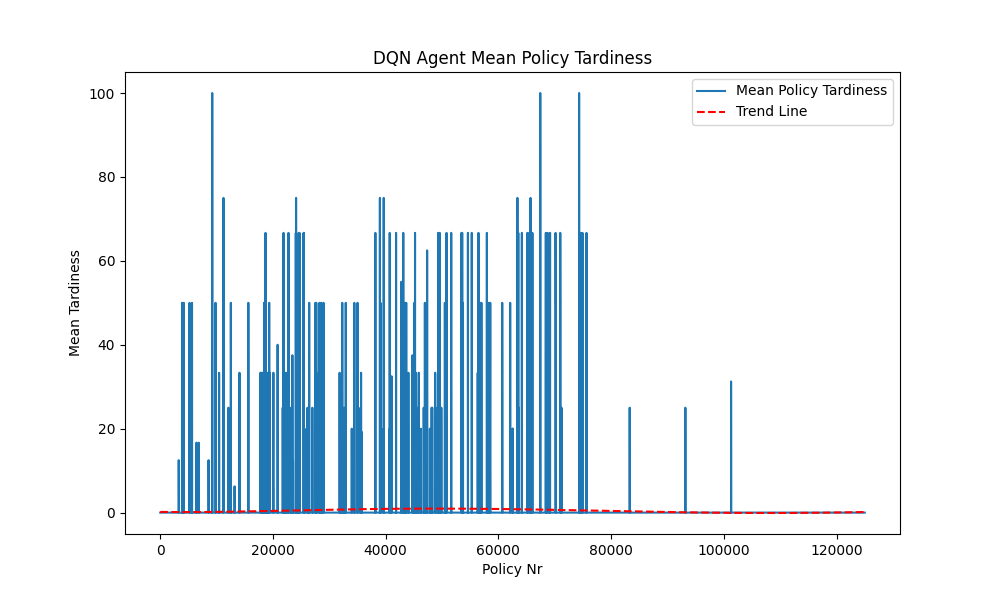 DQN Agent Mean Policy Tardiness
Mean Policy Tardiness
Trend Line
100
80
60
40
20
0
Mean Tardiness
0 20000 40000 60000 80000 100000 120000
Policy Nr